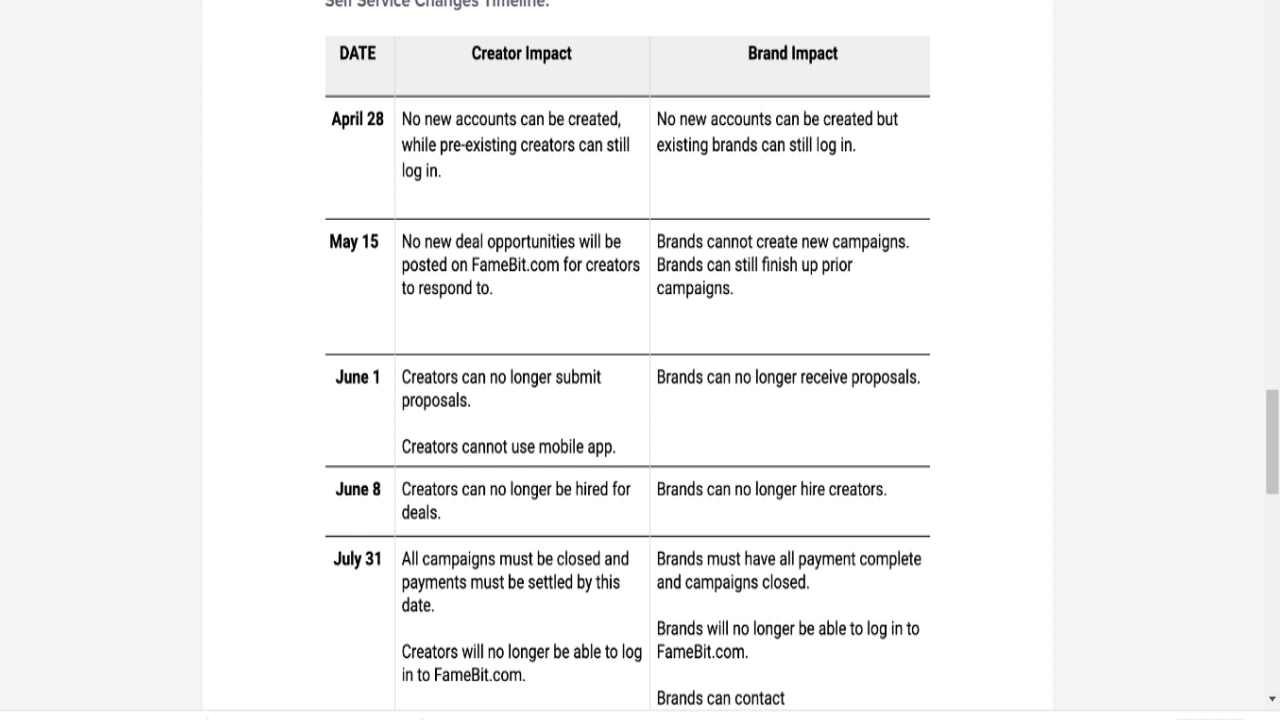 Self Service Changes Timeline:
DATE
Creator Impact
Brand Impact
April 28
No new accounts can be created,
while pre-existing creators can still
log in.
No new accounts can be created but
existing brands can still log in.
May 15
No new deal opportunities will be
posted on FameBit.com for creators
to respond to.
Brands cannot create new campaigns.
Brands can still finish up prior
campaigns.
June 1
Creators can no longer submit
proposals.
Creators cannot use mobile app.
Brands can no longer receive proposals.
June 8
Creators can no longer be hired for
deals.
Brands can no longer hire creators.
July 31
All campaigns must be closed and
payments must be settled by this
date.
Creators will no longer be able to log
in to FameBit.com.
Brands must have all payment complete
and campaigns closed.
Brands will no longer be able to log in to
FameBit.com.
Brands can contact